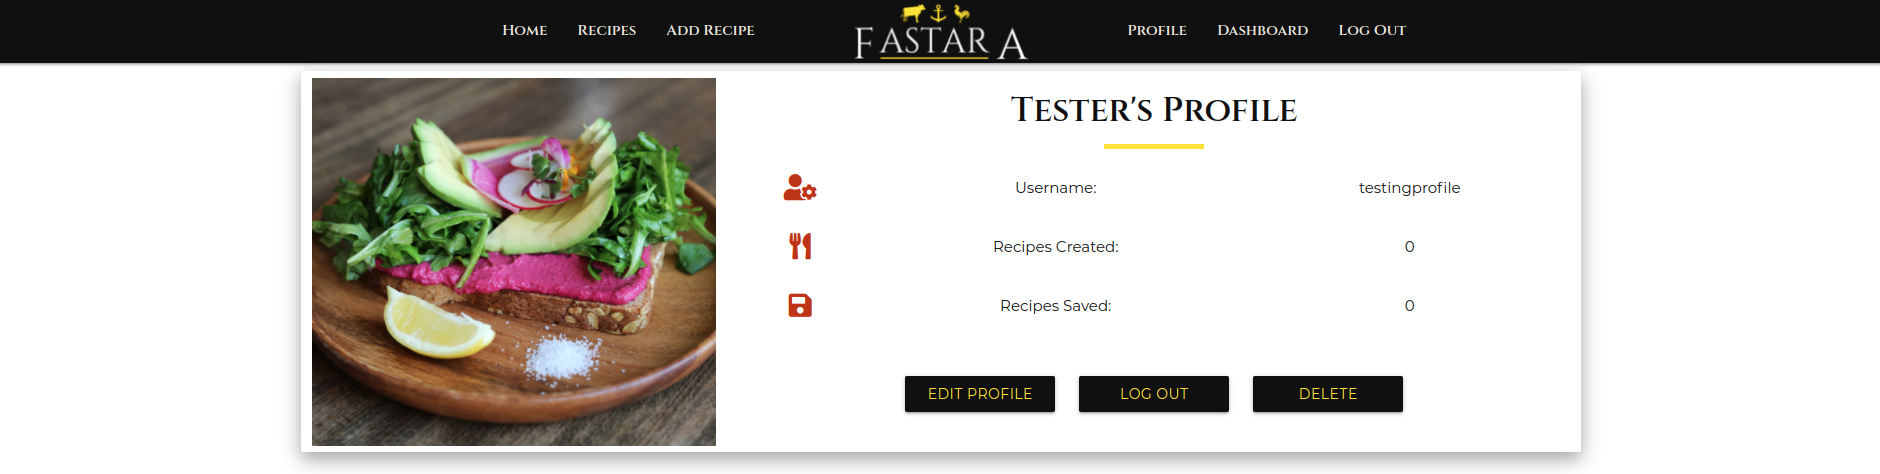 Home Recipes Add Recipe FASTARA Profile Dashboard Log Out
Tester's Profile
Username: testingprofile
Recipes Created: 0
Recipes Saved: 0
EDIT PROFILE LOG OUT DELETE